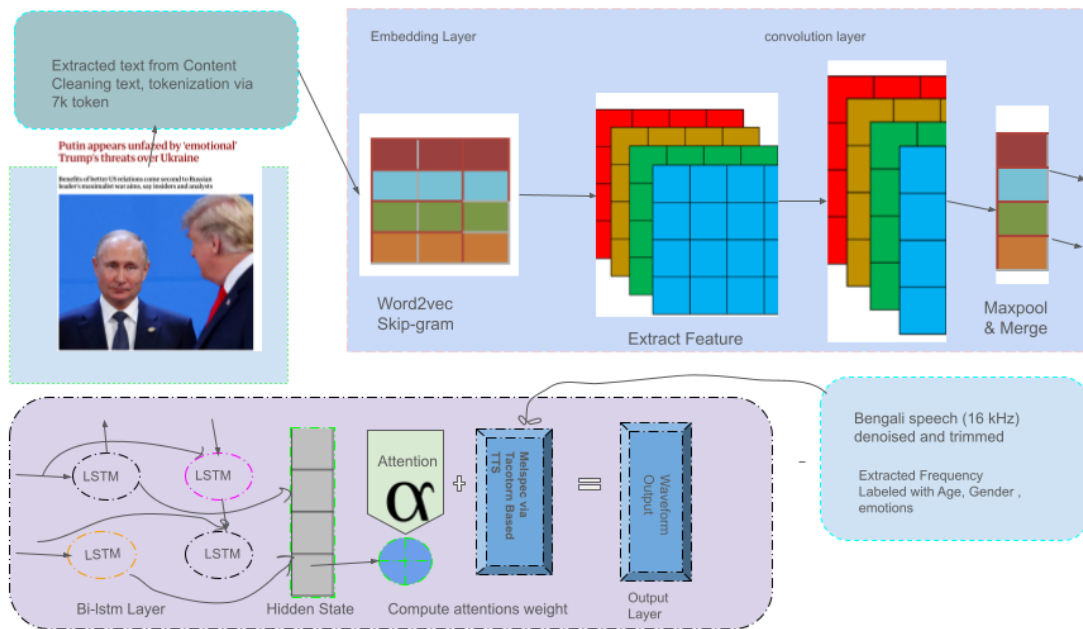 Extracted text from Content
Cleaning text, tokenization via
7k token
Putin appears unfazed by 'emotional'
Trump's threats over Ukraine
Benefits of better US relations come second to Russian
leader's maximalist war aims, say insiders and analysts
Embedding Layer
convolution layer
Word2vec
Skip-gram
Extract Feature
Maxpool
& Merge
LSTM
LSTM
LSTM
LSTM
Bi-lstm Layer
Hidden State
Attention
α
Compute attentions weight
+
Melspec via
Tacotorn Based
TTS
=
Waveform
Output
Output
Layer
-
Bengali speech (16 kHz)
denoised and trimmed
Extracted Frequency
Labeled with Age, Gender ,
emotions